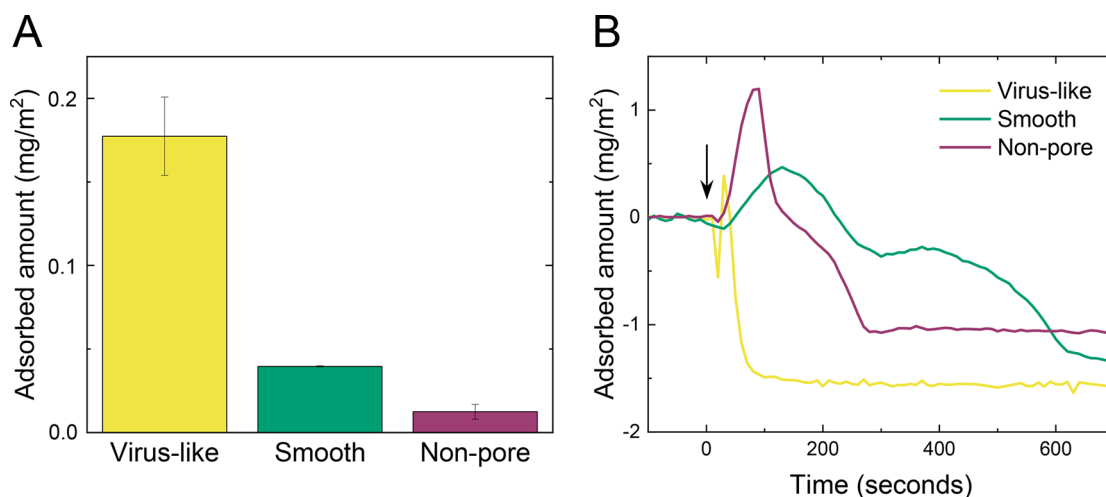 A
Adsorbed amount (mg/m²)
0.2
0.1
0.0
Virus-like
Smooth
Non-pore
B
Adsorbed amount (mg/m²)
1
0
-1
-2
Virus-like
Smooth
Non-pore
0
200
400
600
Time (seconds)